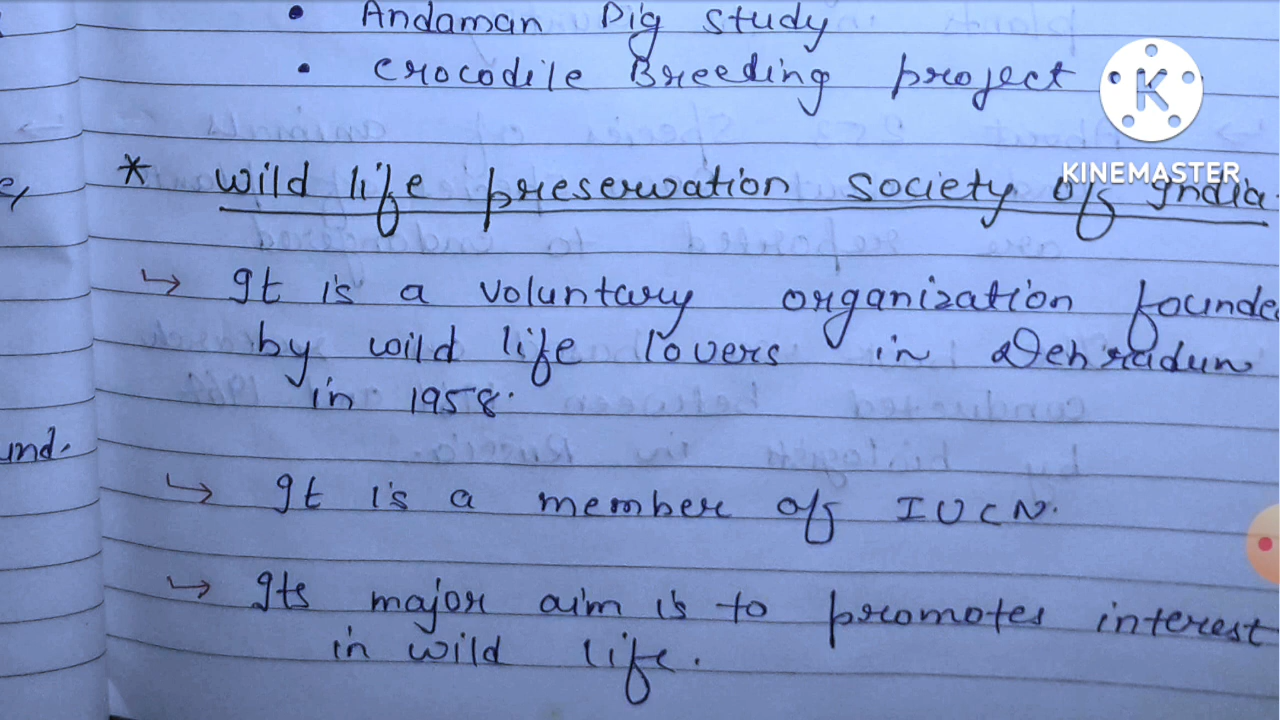 • Andaman Pig study
• Crocodile Breeding project
KINEMASTER
* Wild life preservation society of India
↳ It is a voluntary organization founde
by wild life lovers in Dehradun
in 1958.
und.
↳ It is a member of IUCN.
↳ Its major aim is to promotes interest
in wild life.